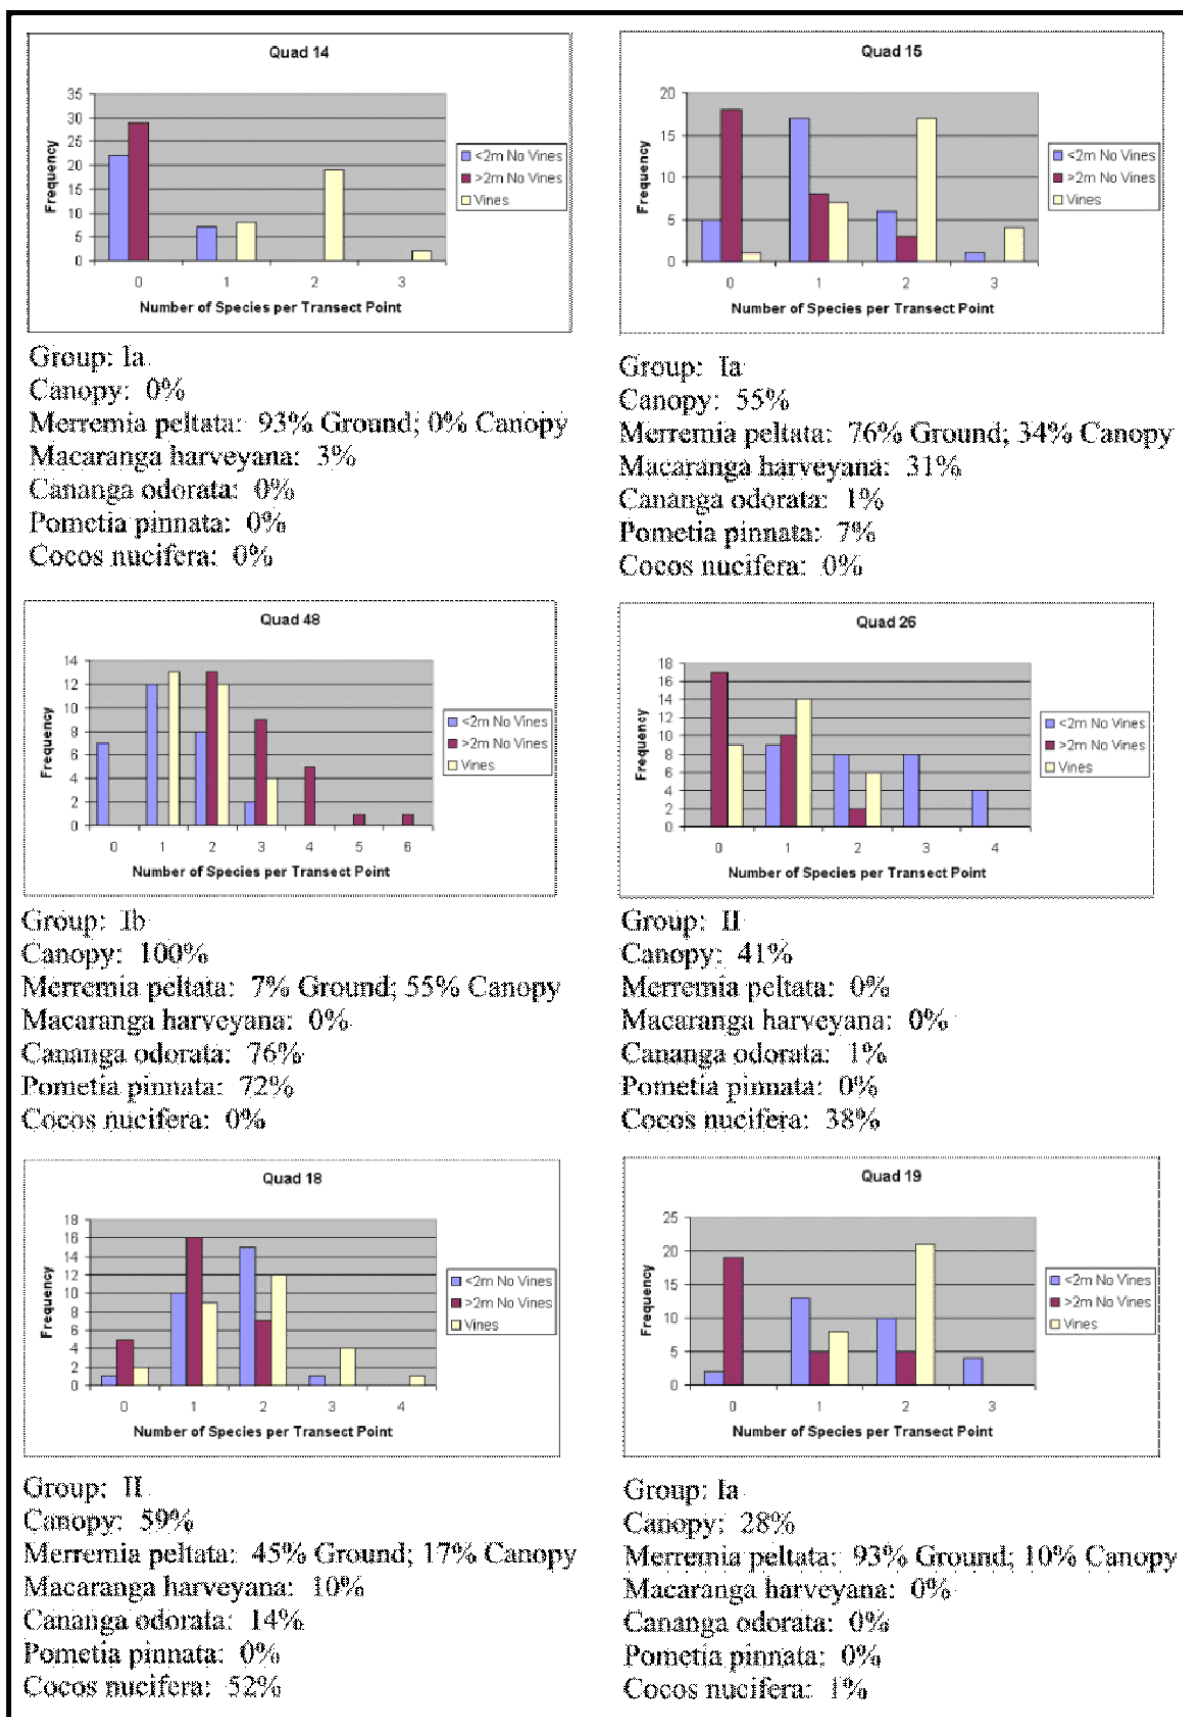 Quad 14
35
30
25
20
15
10
5
0
Frequency
0 1 2 3
Number of Species per Transect Point
<2m No Vines
>2m No Vines
Vines
Group: Ia
Canopy: 0%
Merremia peltata: 93% Ground; 0% Canopy
Macaranga harveyana: 3%
Cananga odorata: 0%
Pometia pinnata: 0%
Cocos nucifera: 0%
Quad 15
20
15
10
5
0
Frequency
0 1 2 3
Number of Species per Transect Point
<2m No Vines
>2m No Vines
Vines
Group: Ia
Canopy: 55%
Merremia peltata: 76% Ground; 34% Canopy
Macaranga harveyana: 31%
Cananga odorata: 1%
Pometia pinnata: 7%
Cocos nucifera: 0%
Quad 48
14
12
10
8
6
4
2
0
Frequency
0 1 2 3 4 5 6
Number of Species per Transect Point
<2m No Vines
>2m No Vines
Vines
Group: Ib
Canopy: 100%
Merremia peltata: 7% Ground; 55% Canopy
Macaranga harveyana: 0%
Cananga odorata: 76%
Pometia pinnata: 72%
Cocos nucifera: 0%
Quad 26
18
16
14
12
10
8
6
4
2
0
Frequency
0 1 2 3 4
Number of Species per Transect Point
<2m No Vines
>2m No Vines
Vines
Group: II
Canopy: 41%
Merremia peltata: 0%
Macaranga harveyana: 0%
Cananga odorata: 1%
Pometia pinnata: 0%
Cocos nucifera: 38%
Quad 18
18
16
14
12
10
8
6
4
2
0
Frequency
0 1 2 3 4
Number of Species per Transect Point
<2m No Vines
>2m No Vines
Vines
Group: II
Canopy: 59%
Merremia peltata: 45% Ground; 17% Canopy
Macaranga harveyana: 10%
Cananga odorata: 14%
Pometia pinnata: 0%
Cocos nucifera: 52%
Quad 19
25
20
15
10
5
0
Frequency
0 1 2 3
Number of Species per Transect Point
<2m No Vines
>2m No Vines
Vines
Group: Ia
Canopy: 28%
Merremia peltata: 93% Ground; 10% Canopy
Macaranga harveyana: 0%
Cananga odorata: 0%
Pometia pinnata: 0%
Cocos nucifera: 1%